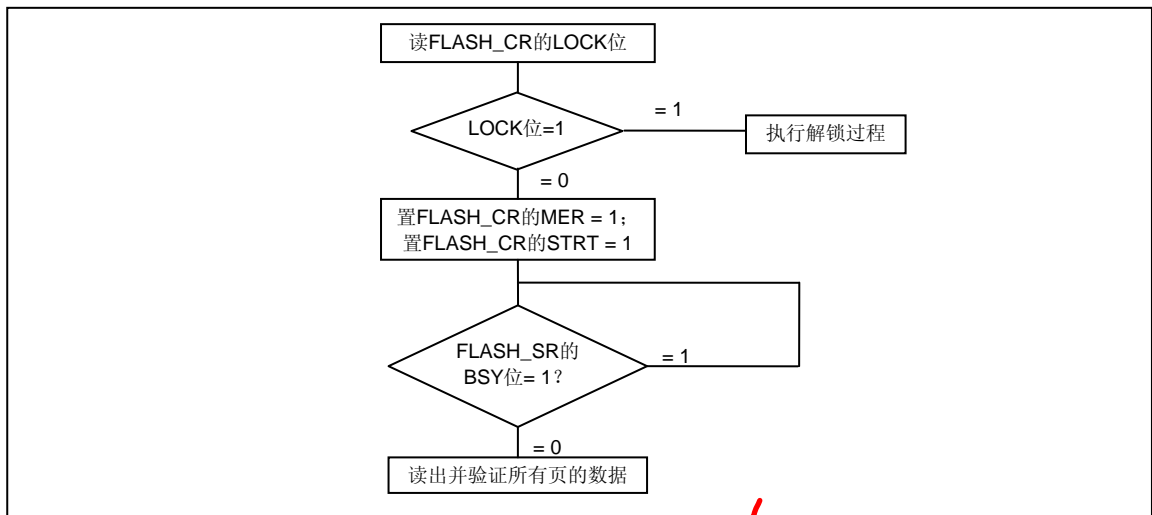 读FLASH_CR的LOCK位
LOCK位=1
= 1
执行解锁过程
= 0
置FLASH_CR的MER = 1;
置FLASH_CR的STRT = 1
FLASH_SR的
BSY位= 1?
= 1
= 0
读出并验证所有页的数据